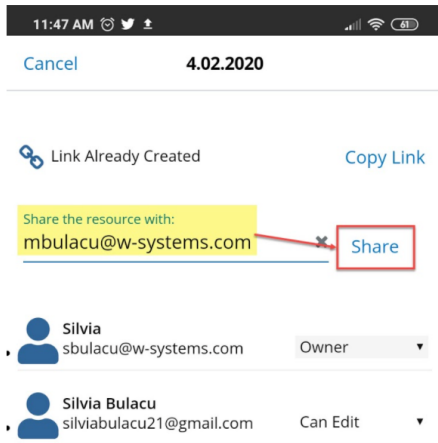 11:47 AM 61
Cancel 4.02.2020
Link Already Created Copy Link
Share the resource with:
mbulacu@w-systems.com Share
Silvia
sbulacu@w-systems.com Owner
Silvia Bulacu
silviabulacu21@gmail.com Can Edit